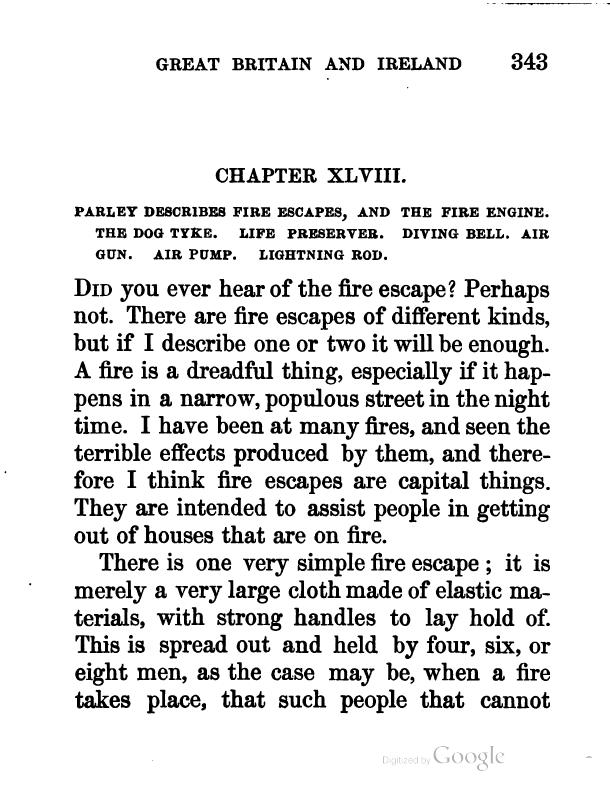 GREAT BRITAIN AND IRELAND 343
CHAPTER XLVIII.
PARLEY DESCRIBES FIRE ESCAPES, AND THE FIRE ENGINE.
THE DOG TYKE. LIFE PRESERVER. DIVING BELL. AIR
GUN. AIR PUMP. LIGHTNING ROD.
DID you ever hear of the fire escape? Perhaps
not. There are fire escapes of different kinds,
but if I describe one or two it will be enough.
A fire is a dreadful thing, especially if it hap-
pens in a narrow, populous street in the night
time. I have been at many fires, and seen the
terrible effects produced by them, and there-
fore I think fire escapes are capital things.
They are intended to assist people in getting
out of houses that are on fire.
There is one very simple fire escape; it is
merely a very large cloth made of elastic ma-
terials, with strong handles to lay hold of.
This is spread out and held by four, six, or
eight men, as the case may be, when a fire
takes place, that such people that cannot
Digitized by Google